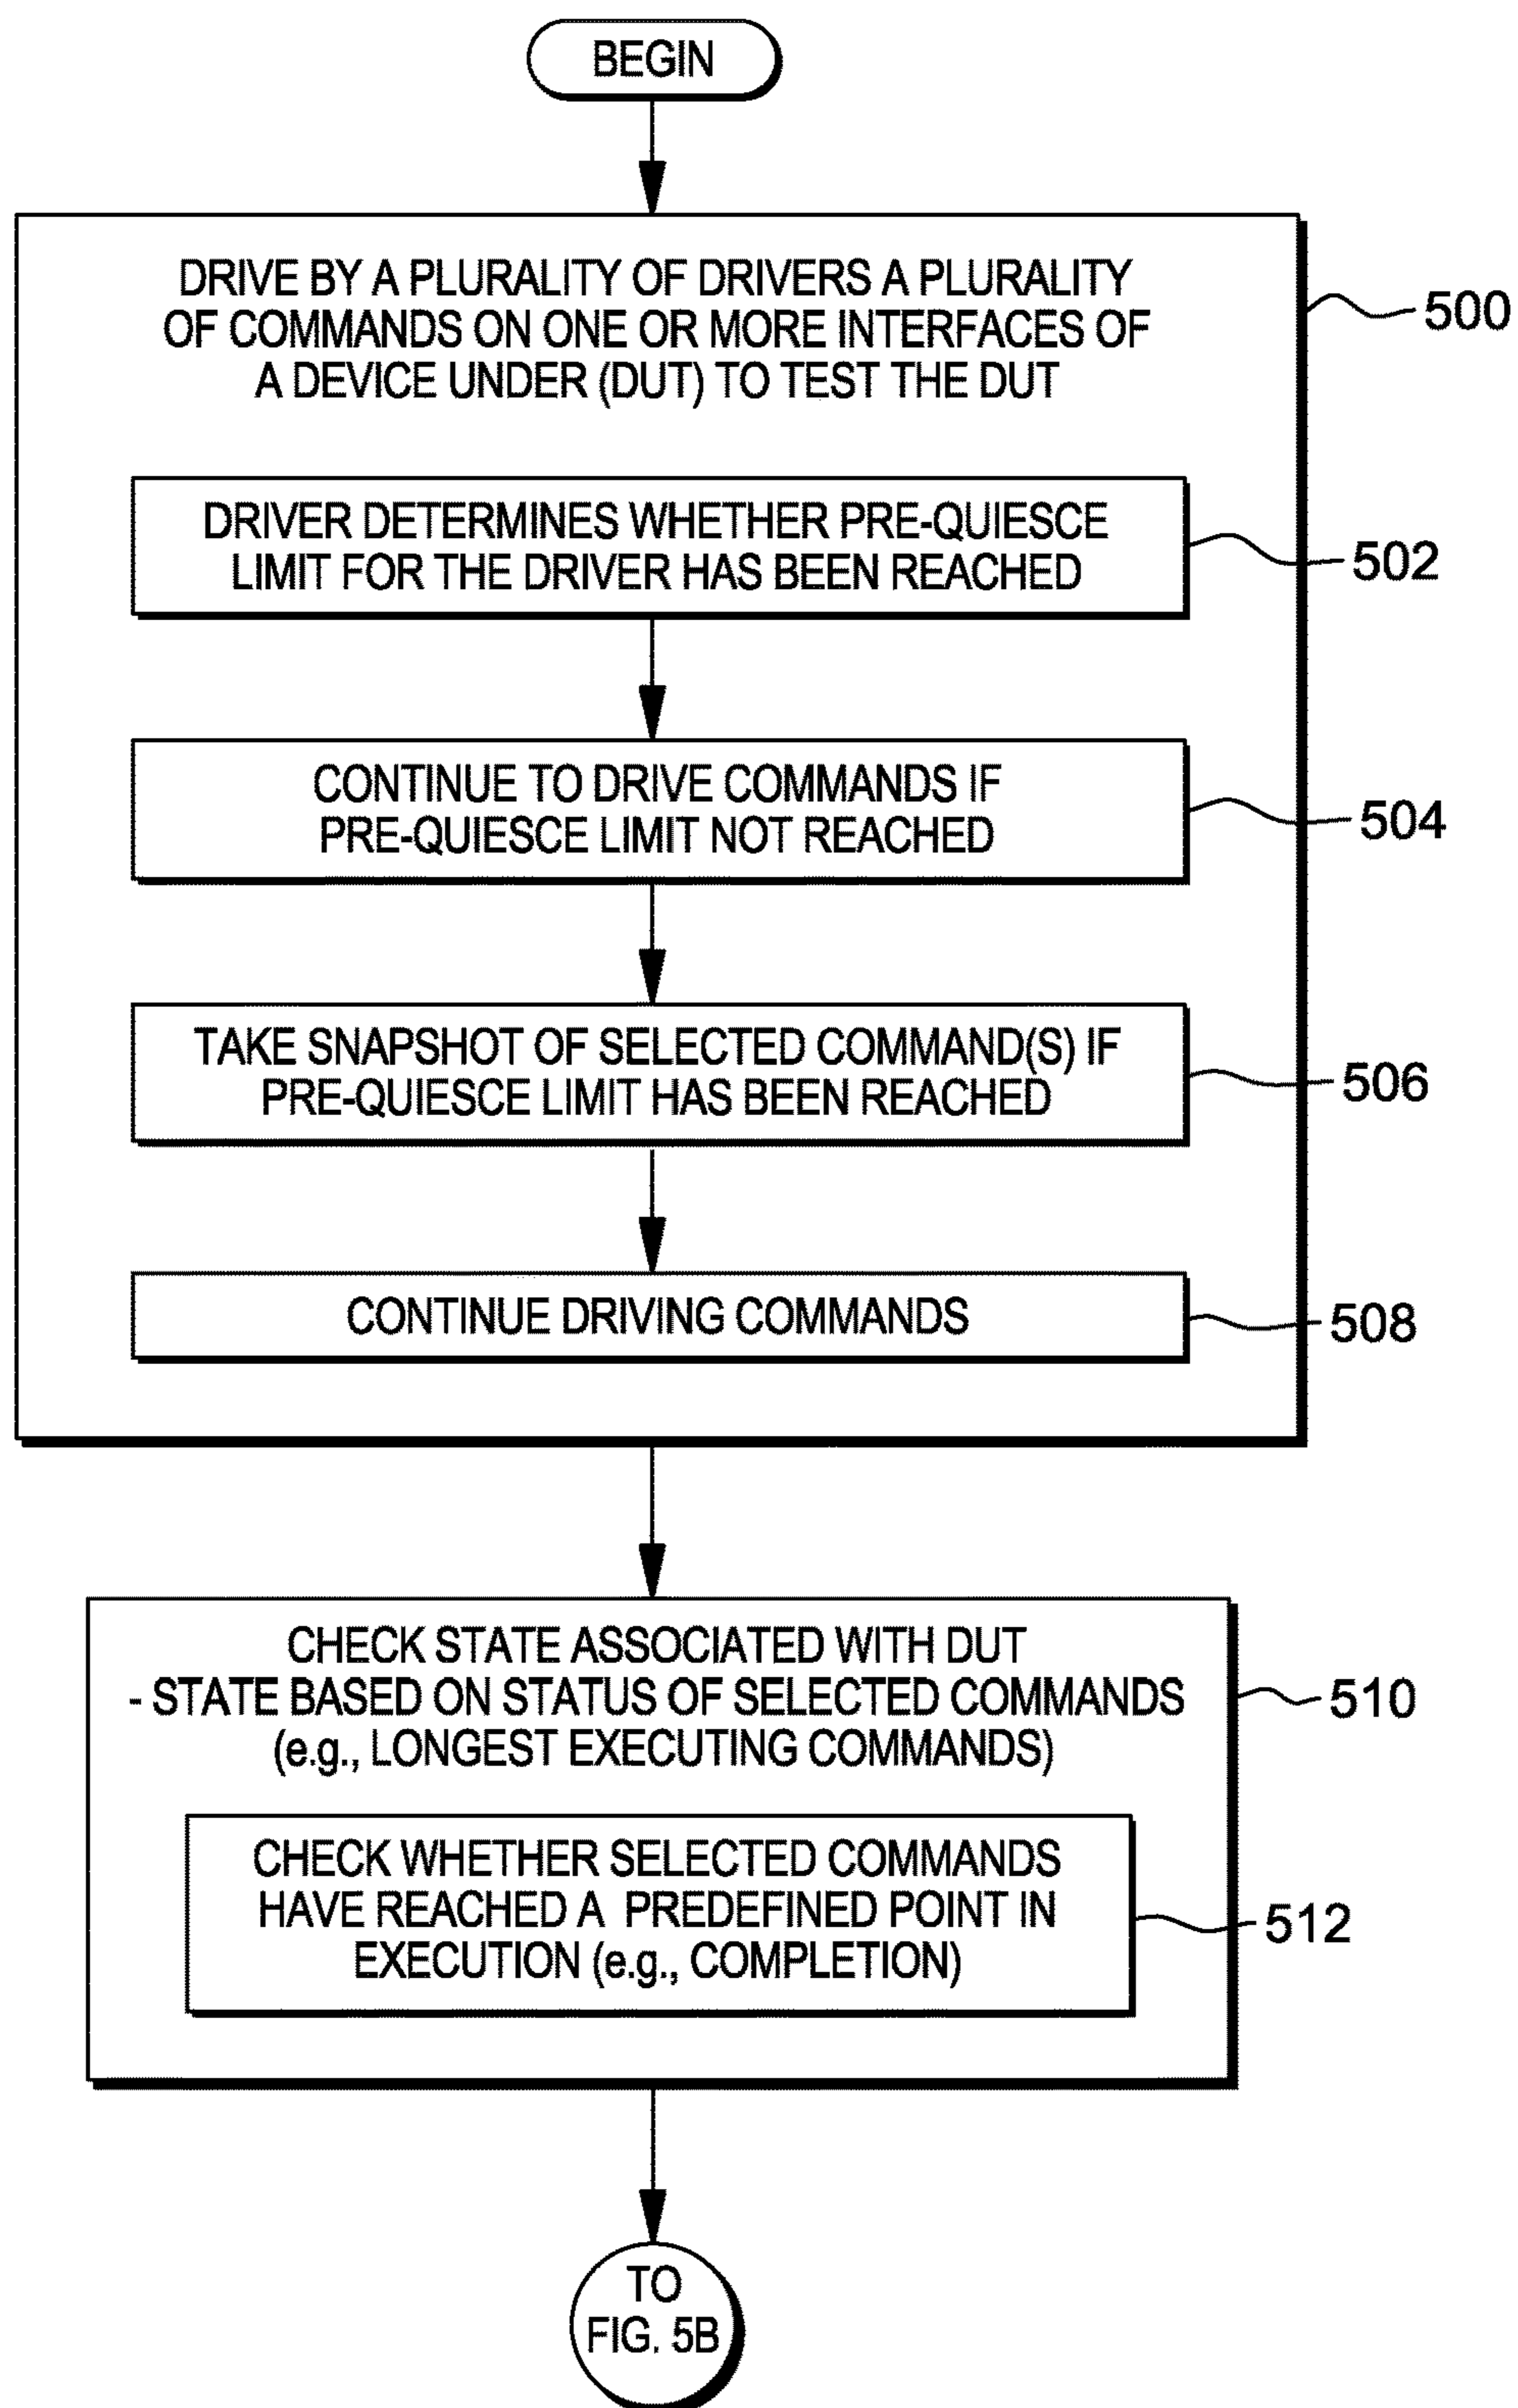 BEGIN
DRIVE BY A PLURALITY OF DRIVERS A PLURALITY
OF COMMANDS ON ONE OR MORE INTERFACES OF
A DEVICE UNDER (DUT) TO TEST THE DUT
500
DRIVER DETERMINES WHETHER PRE-QUIESCE
LIMIT FOR THE DRIVER HAS BEEN REACHED
502
CONTINUE TO DRIVE COMMANDS IF
PRE-QUIESCE LIMIT NOT REACHED
504
TAKE SNAPSHOT OF SELECTED COMMAND(S) IF
PRE-QUIESCE LIMIT HAS BEEN REACHED
506
CONTINUE DRIVING COMMANDS
508
CHECK STATE ASSOCIATED WITH DUT
- STATE BASED ON STATUS OF SELECTED COMMANDS
(e.g., LONGEST EXECUTING COMMANDS)
510
CHECK WHETHER SELECTED COMMANDS
HAVE REACHED A PREDEFINED POINT IN
EXECUTION (e.g., COMPLETION)
512
TO
FIG. 5B